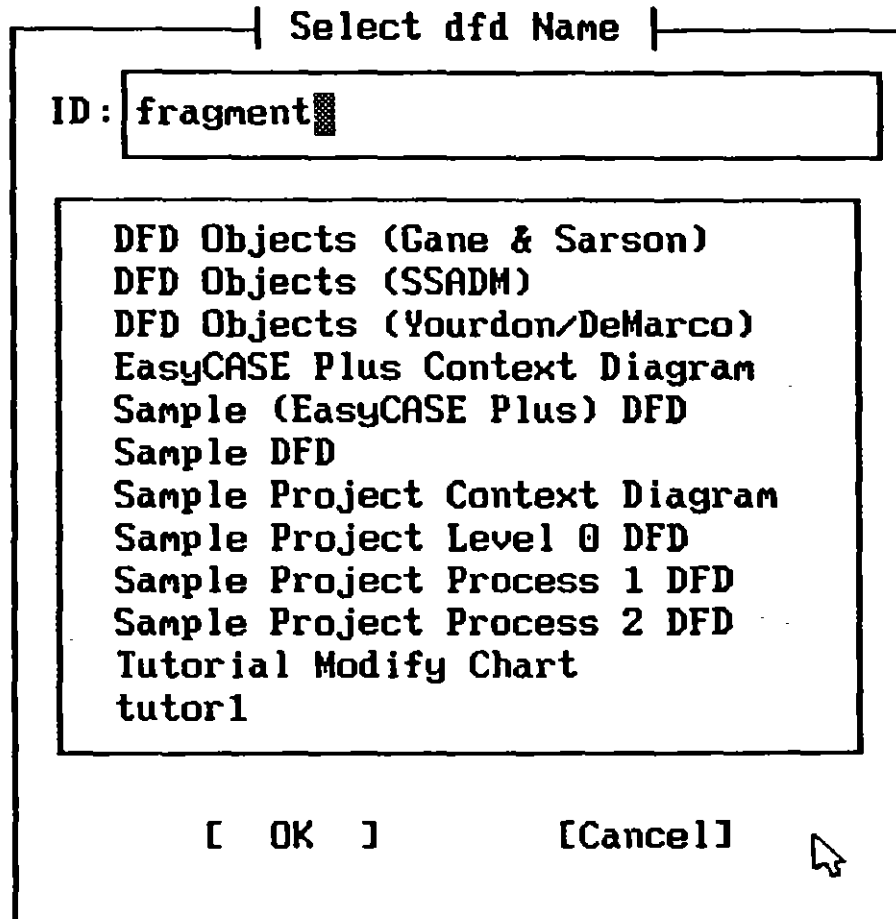 Select dfd Name
ID: fragment
DFD Objects (Gane & Sarson)
DFD Objects (SSADM)
DFD Objects (Yourdon/DeMarco)
EasyCASE Plus Context Diagram
Sample (EasyCASE Plus) DFD
Sample DFD
Sample Project Context Diagram
Sample Project Level 0 DFD
Sample Project Process 1 DFD
Sample Project Process 2 DFD
Tutorial Modify Chart
tutor1
[ OK ] [Cancel]